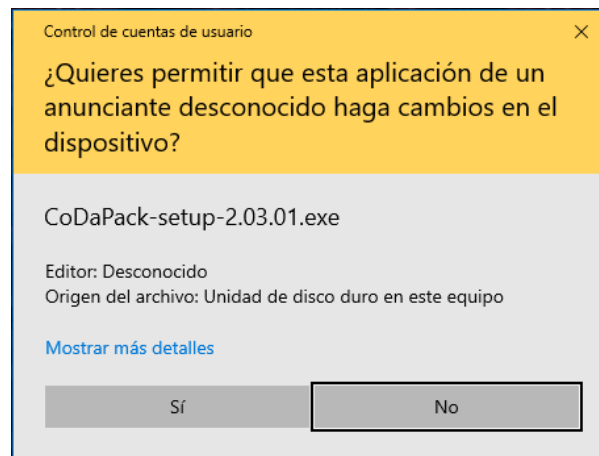 Control de cuentas de usuario
¿Quieres permitir que esta aplicación de un
anunciante desconocido haga cambios en el
dispositivo?
CoDaPack-setup-2.03.01.exe
Editor: Desconocido
Origen del archivo: Unidad de disco duro en este equipo
Mostrar más detalles
Sí
No